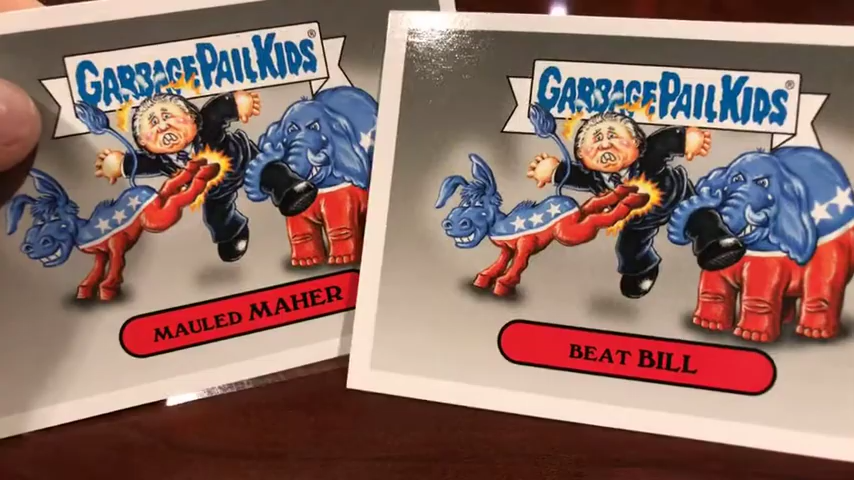 GARBAGE PAIL KIDS®
MAULED MAHER
GARBAGE PAIL KIDS®
BEAT BILL